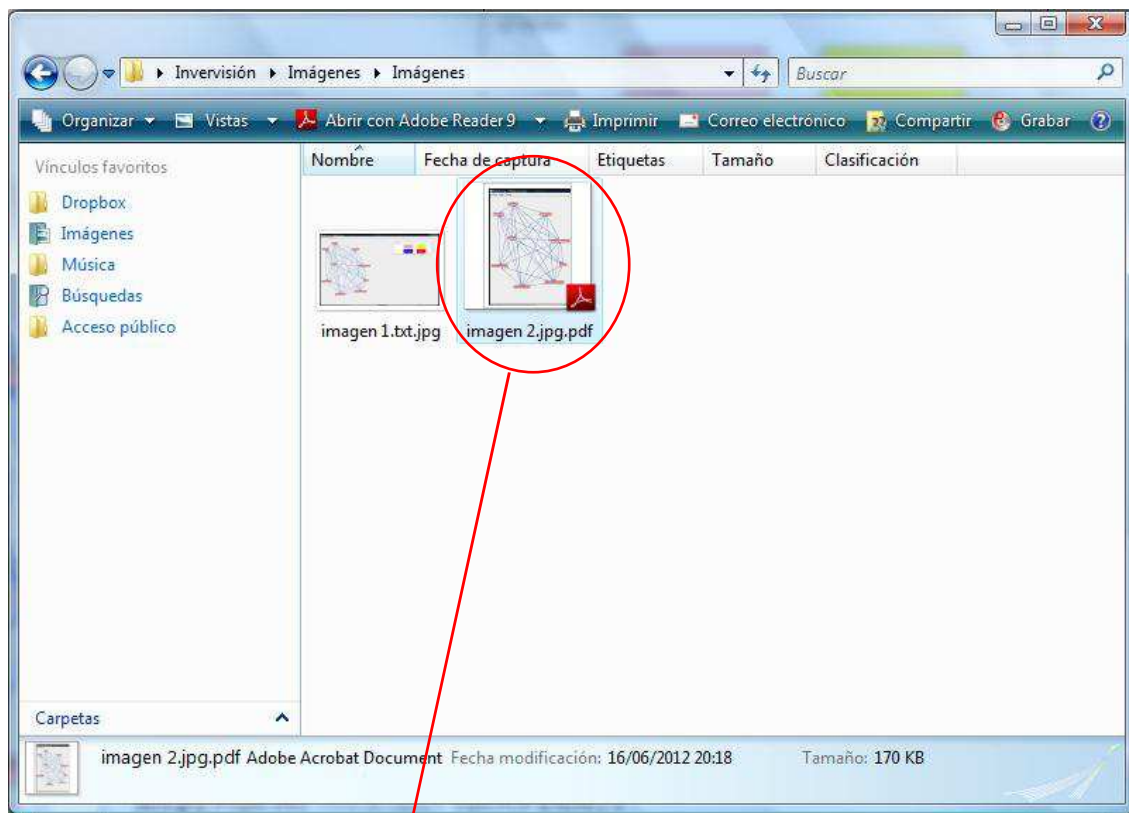 Invervisión Imágenes Imágenes
Buscar
Organizar Vistas Abrir con Adobe Reader 9 Imprimir Correo electrónico Compartir Grabar
Vínculos favoritos
Dropbox
Imágenes
Música
Búsquedas
Acceso público
Carpetas
Nombre Fecha de captura Etiquetas Tamaño Clasificación
imagen 1.txt.jpg imagen 2.jpg.pdf
imagen 2.jpg.pdf Adobe Acrobat Document Fecha modificación: 16/06/2012 20:18 Tamaño: 170 KB